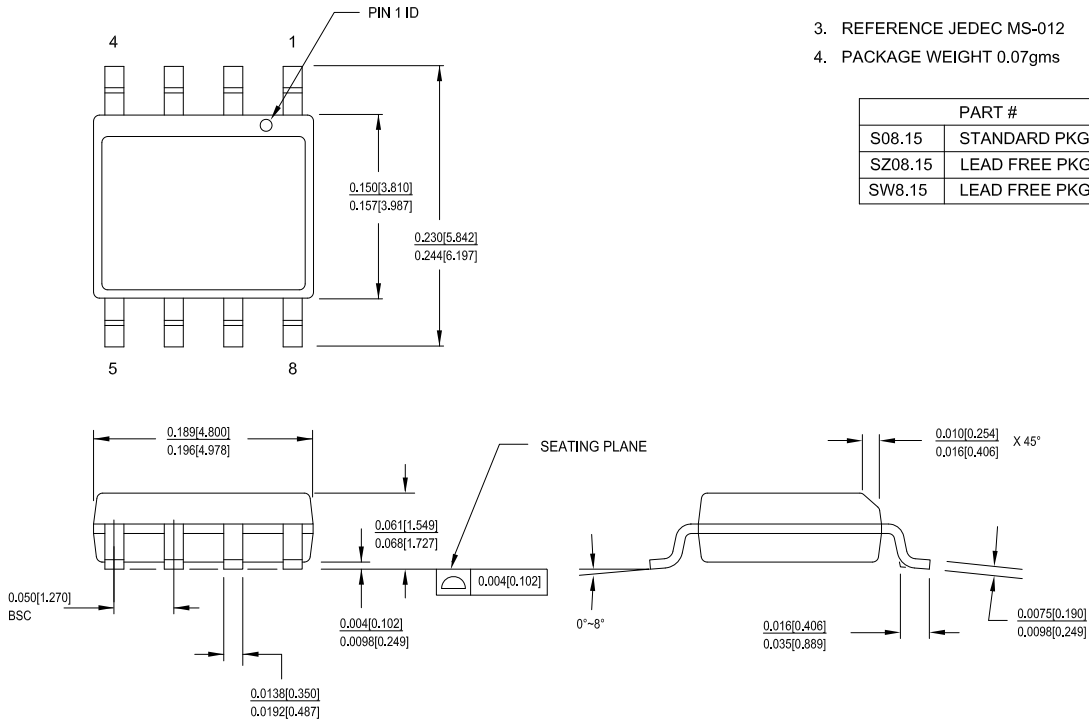 PIN 1 ID
3. REFERENCE JEDEC MS-012
4. PACKAGE WEIGHT 0.07gms
4
1
PART #
S08.15 STANDARD PKG
SZ08.15 LEAD FREE PKG
SW8.15 LEAD FREE PKG
0.150[3.810]
0.157[3.987]
0.230[5.842]
0.244[6.197]
5
8
0.189[4.800]
0.196[4.978]
SEATING PLANE
0.010[0.254]
0.016[0.406]
X 45°
0.061[1.549]
0.068[1.727]
0.004[0.102]
0.050[1.270]
BSC
0.004[0.102]
0.0098[0.249]
0°~8°
0.016[0.406]
0.035[0.889]
0.0075[0.190]
0.0098[0.249]
0.0138[0.350]
0.0192[0.487]